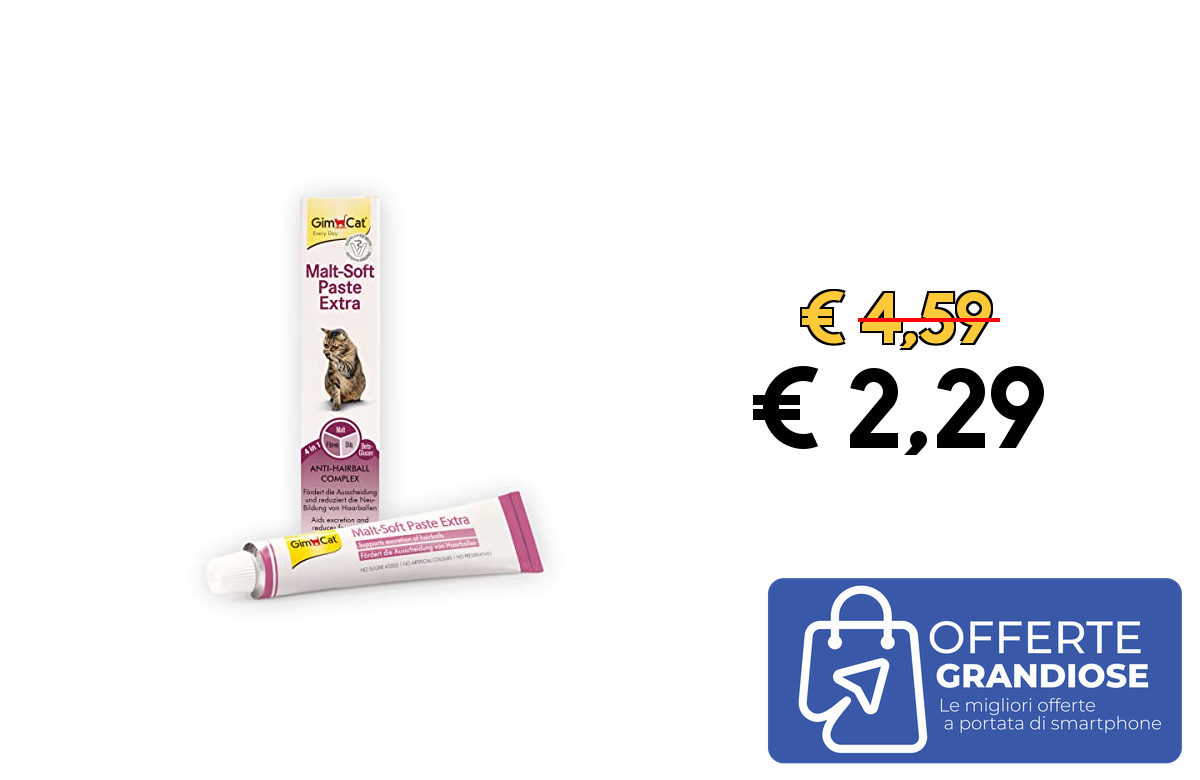 GimCat
Every Day
Malt-Soft
Paste
Extra
4 in 1
Malt
Fibres
Oils
Beta-
Glucan
ANTI-HAIRBALL
COMPLEX
Fördert die Ausscheidung
und reduziert die Neu-
Bildung von Haarballen
Aids excretion and
reduces
GimCat
Malt-Soft Paste Extra
Supports excretion of hairballs
Fördert die Ausscheidung von Haarballen
NO SUGAR ADDED | NO ARTIFICIAL COLOURS | NO PRESERVATIVES
€ 4,59
€ 2,29
OFFERTE
GRANDIOSE
Le migliori offerte
a portata di smartphone